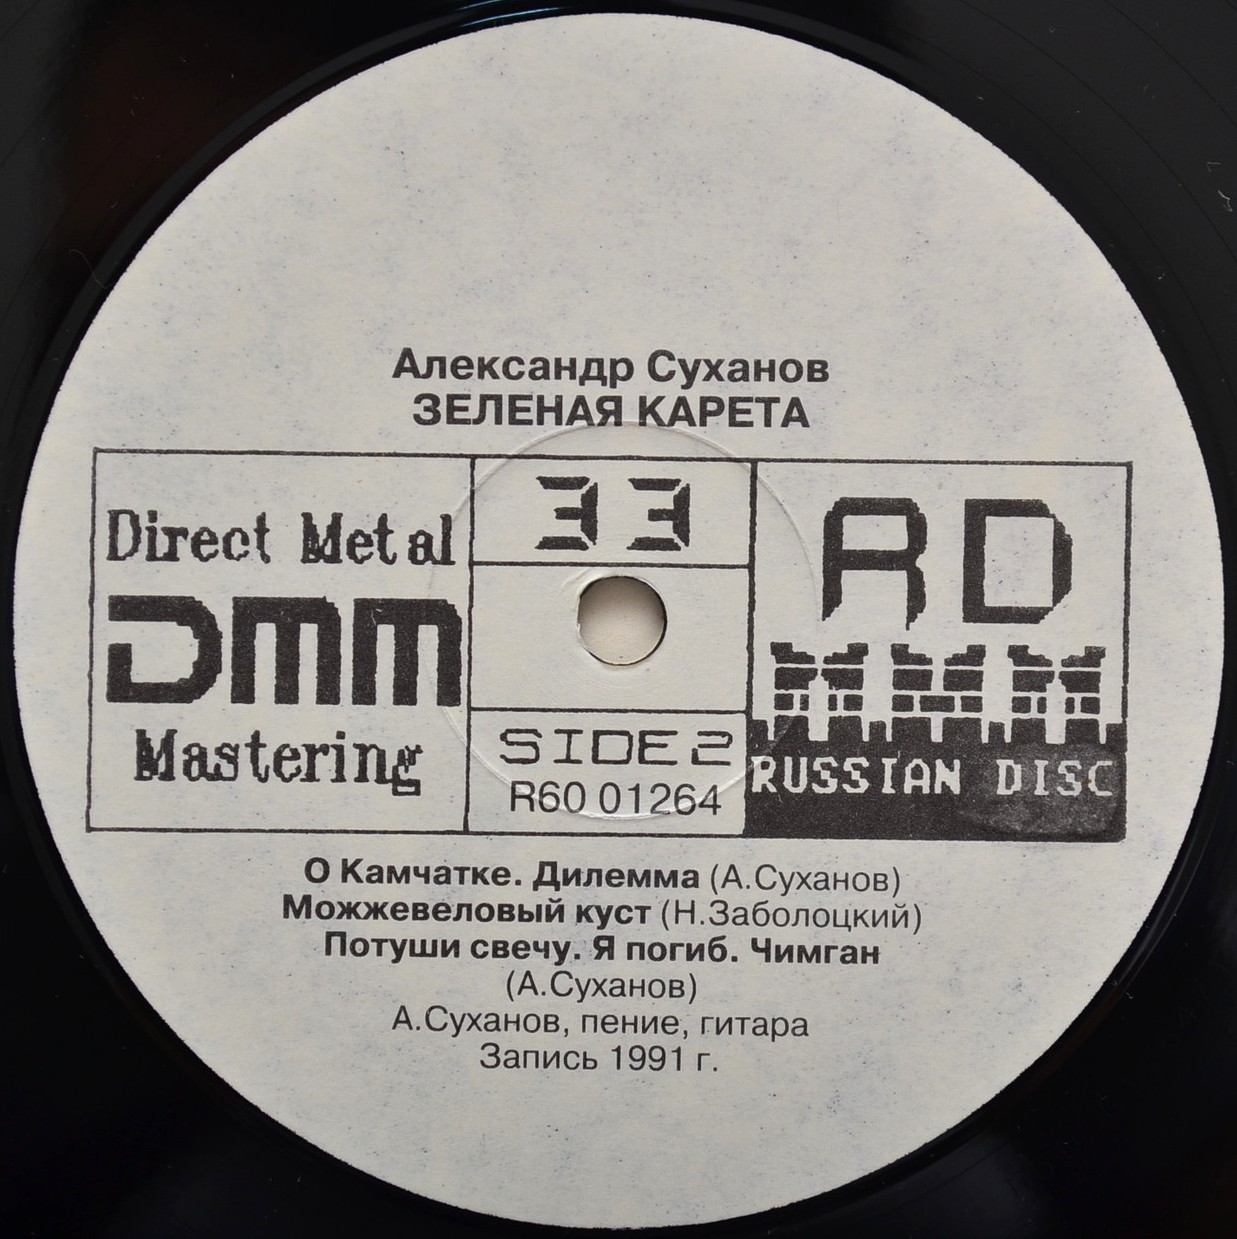 Александр Суханов
ЗЕЛЕНАЯ КАРЕТА
Direct Metal
DMM
Mastering
33
SIDE 2
R60 01264
RD
RUSSIAN DISC
О Камчатке. Дилемма (А.Суханов)
Можжевеловый куст (Н.Заболоцкий)
Потуши свечу. Я погиб. Чимган
(А.Суханов)
А.Суханов, пение, гитара
Запись 1991 г.